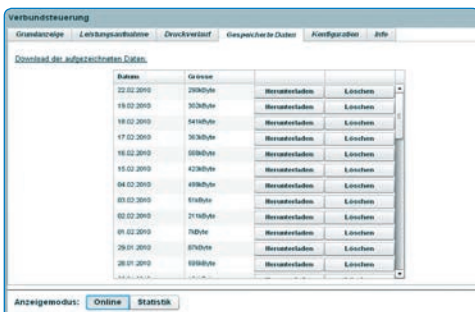 Verbundsteuerung
Grundanzeige Leistungsaufnahme Druckverlauf Gespeicherte Daten Konfiguration Info
Download der aufgezeichneten Daten:
Datum Grösse
22.02.2010 Herunterladen Löschen
19.02.2010 302kByte Herunterladen Löschen
18.02.2010 541kByte Herunterladen Löschen
17.02.2010 363kByte Herunterladen Löschen
16.02.2010 Herunterladen Löschen
15.02.2010 423kByte Herunterladen Löschen
04.02.2010 Herunterladen Löschen
03.02.2010 51kByte Herunterladen Löschen
02.02.2010 211kByte Herunterladen Löschen
01.02.2010 7kByte Herunterladen Löschen
29.01.2010 87kByte Herunterladen Löschen
28.01.2010 Herunterladen Löschen
Anzeigemodus: Online Statistik